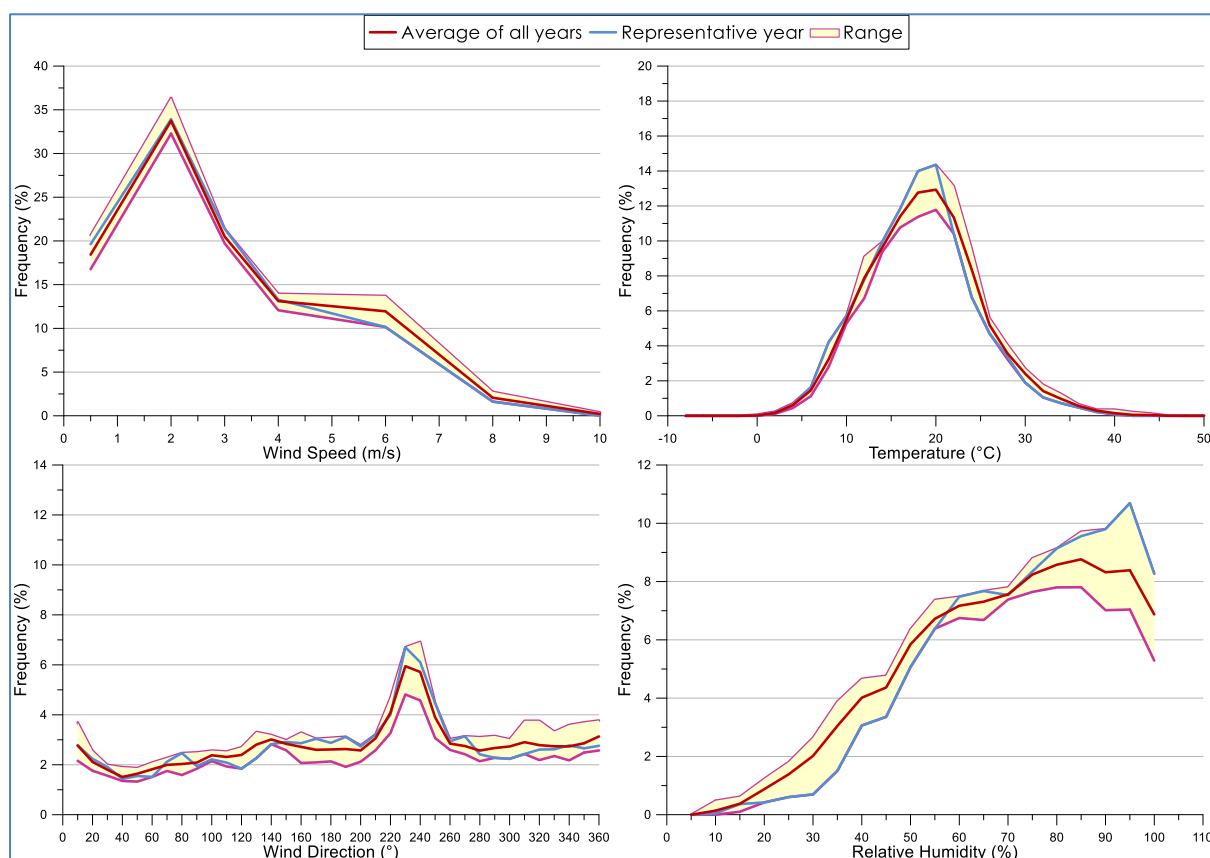 Average of all years Representative year Range
40
35
30
25
20
15
10
5
0
Frequency (%)
0 1 2 3 4 5 6 7 8 9 10
Wind Speed (m/s)
20
18
16
14
12
10
8
6
4
2
0
Frequency (%)
-10 0 10 20 30 40 50
Temperature (°C)
14
12
10
8
6
4
2
0
Frequency (%)
0 20 40 60 80 100 120 140 160 180 200 220 240 260 280 300 320 340 360
Wind Direction (°)
12
10
8
6
4
2
0
Frequency (%)
0 10 20 30 40 50 60 70 80 90 100 110
Relative Humidity (%)